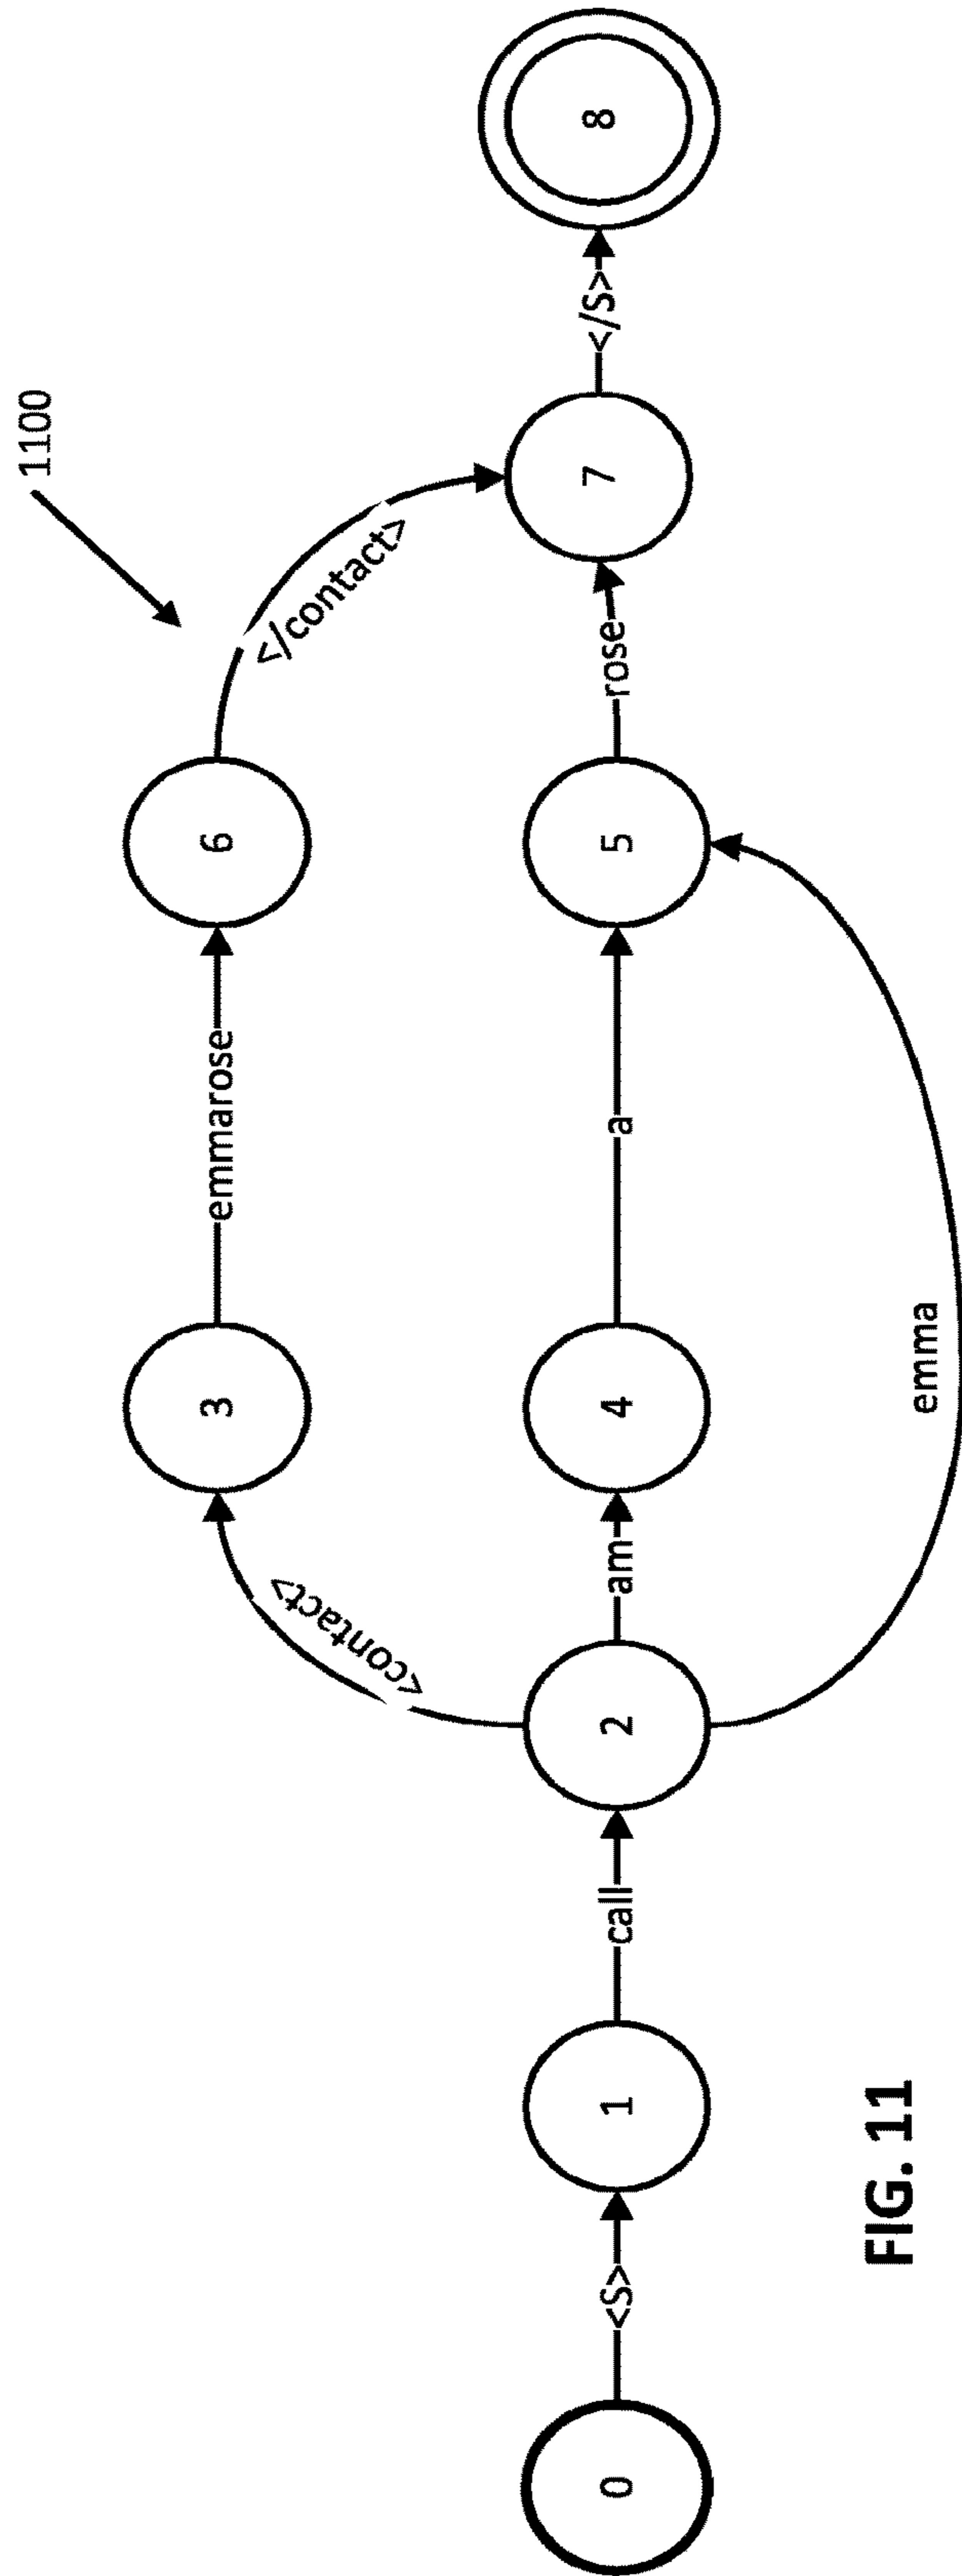 1100
<contact>
emmarose
</contact>
3
6
0
<S>
1
call
2
am
4
a
5
rose
7
</S>
8
emma
FIG. 11